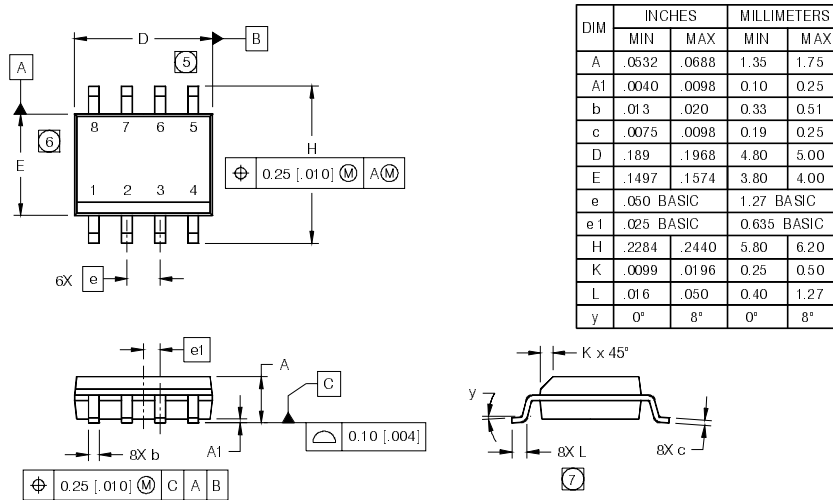 D
B
5
A
8 7 6 5
6
E
H
0.25 [.010] M A M
1 2 3 4
6X e
DIM INCHES MILLIMETERS
MIN MAX MIN MAX
A .0532 .0688 1.35 1.75
A1 .0040 .0098 0.10 0.25
b .013 .020 0.33 0.51
c .0075 .0098 0.19 0.25
D .189 .1968 4.80 5.00
E .1497 .1574 3.80 4.00
e .050 BASIC 1.27 BASIC
e1 .025 BASIC 0.635 BASIC
H .2284 .2440 5.80 6.20
K .0099 .0196 0.25 0.50
L .016 .050 0.40 1.27
y 0° 8° 0° 8°
e1
A
C
A1
0.10 [.004]
8X b
0.25 [.010] M C A B
K x 45°
y
8X L
8X c
7